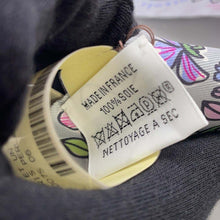 MADE IN FRANCE
100% SOIE
NETTOYAGE A SEC